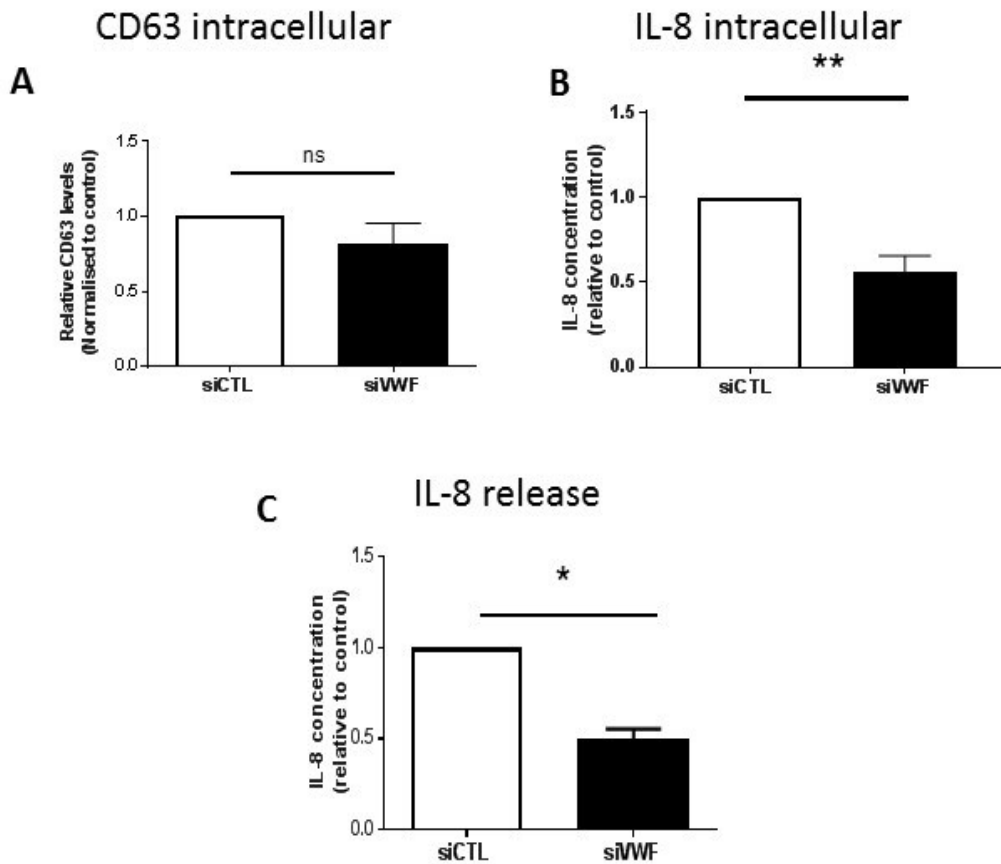 CD63 intracellular
A
ns
Relative CD63 levels
(Normalised to control)
1.5
1.0
0.5
0.0
siCTL
siVWF
IL-8 intracellular
B
**
IL-8 concentration
(relative to control)
1.5
1.0
0.5
0.0
siCTL
siVWF
IL-8 release
C
*
IL-8 concentration
(relative to control)
1.5
1.0
0.5
0.0
siCTL
siVWF